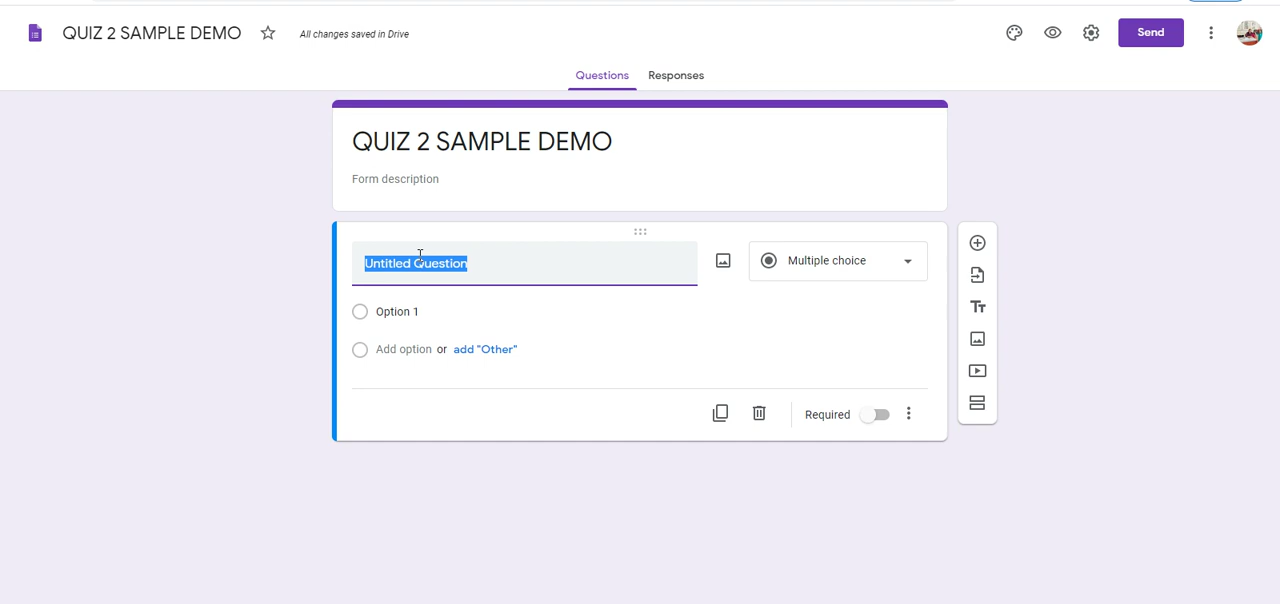 QUIZ 2 SAMPLE DEMO
All changes saved in Drive
Send
Questions
Responses
QUIZ 2 SAMPLE DEMO
Form description
Untitled Question
Multiple choice
Option 1
Add option or add "Other"
Required
Tт